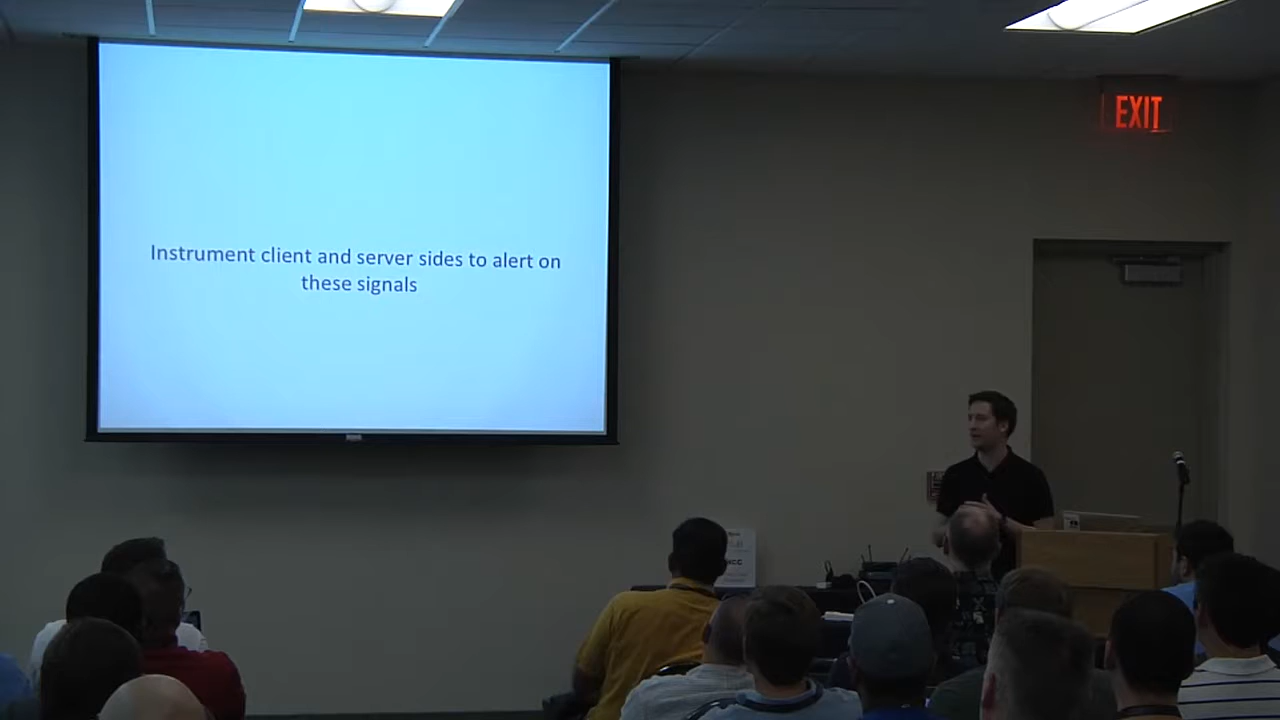 EXIT
Instrument client and server sides to alert on
these signals